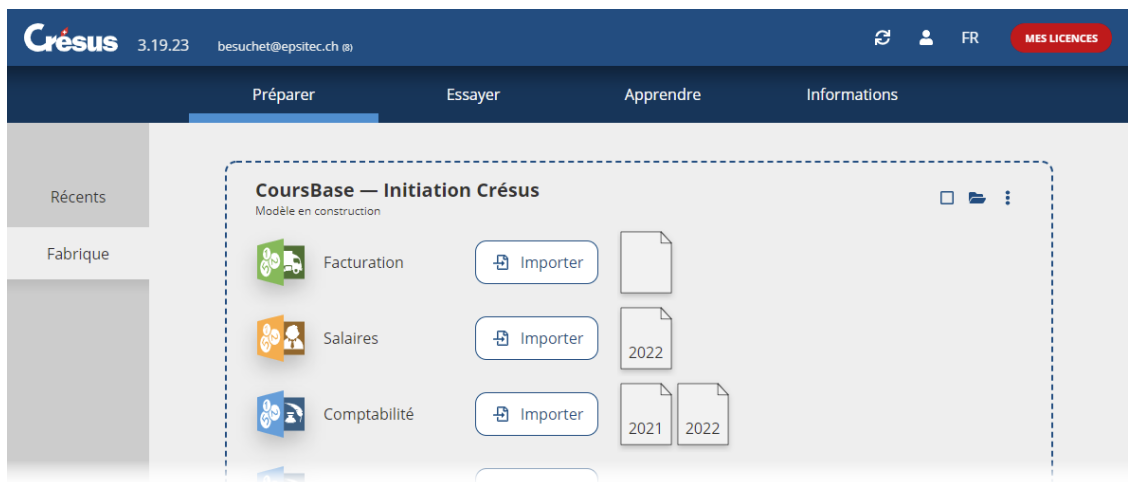 Crésus 3.19.23 besuchet@epsitec.ch (8) FR MES LICENCES
Préparer Essayer Apprendre Informations
Récents
Fabrique
CoursBase — Initiation Crésus
Modèle en construction
Facturation Importer
Salaires Importer 2022
Comptabilité Importer 2021 2022